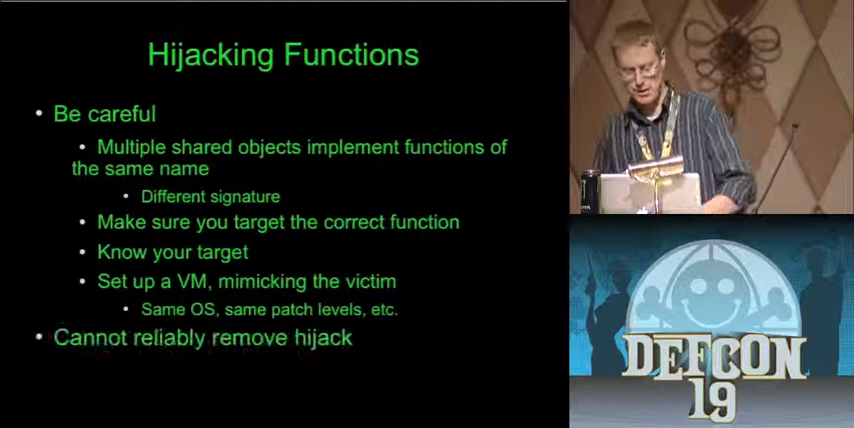 Hijacking Functions
• Be careful
• Multiple shared objects implement functions of
the same name
• Different signature
• Make sure you target the correct function
• Know your target
• Set up a VM, mimicking the victim
• Same OS, same patch levels, etc.
• Cannot reliably remove hijack
DEFCON
19